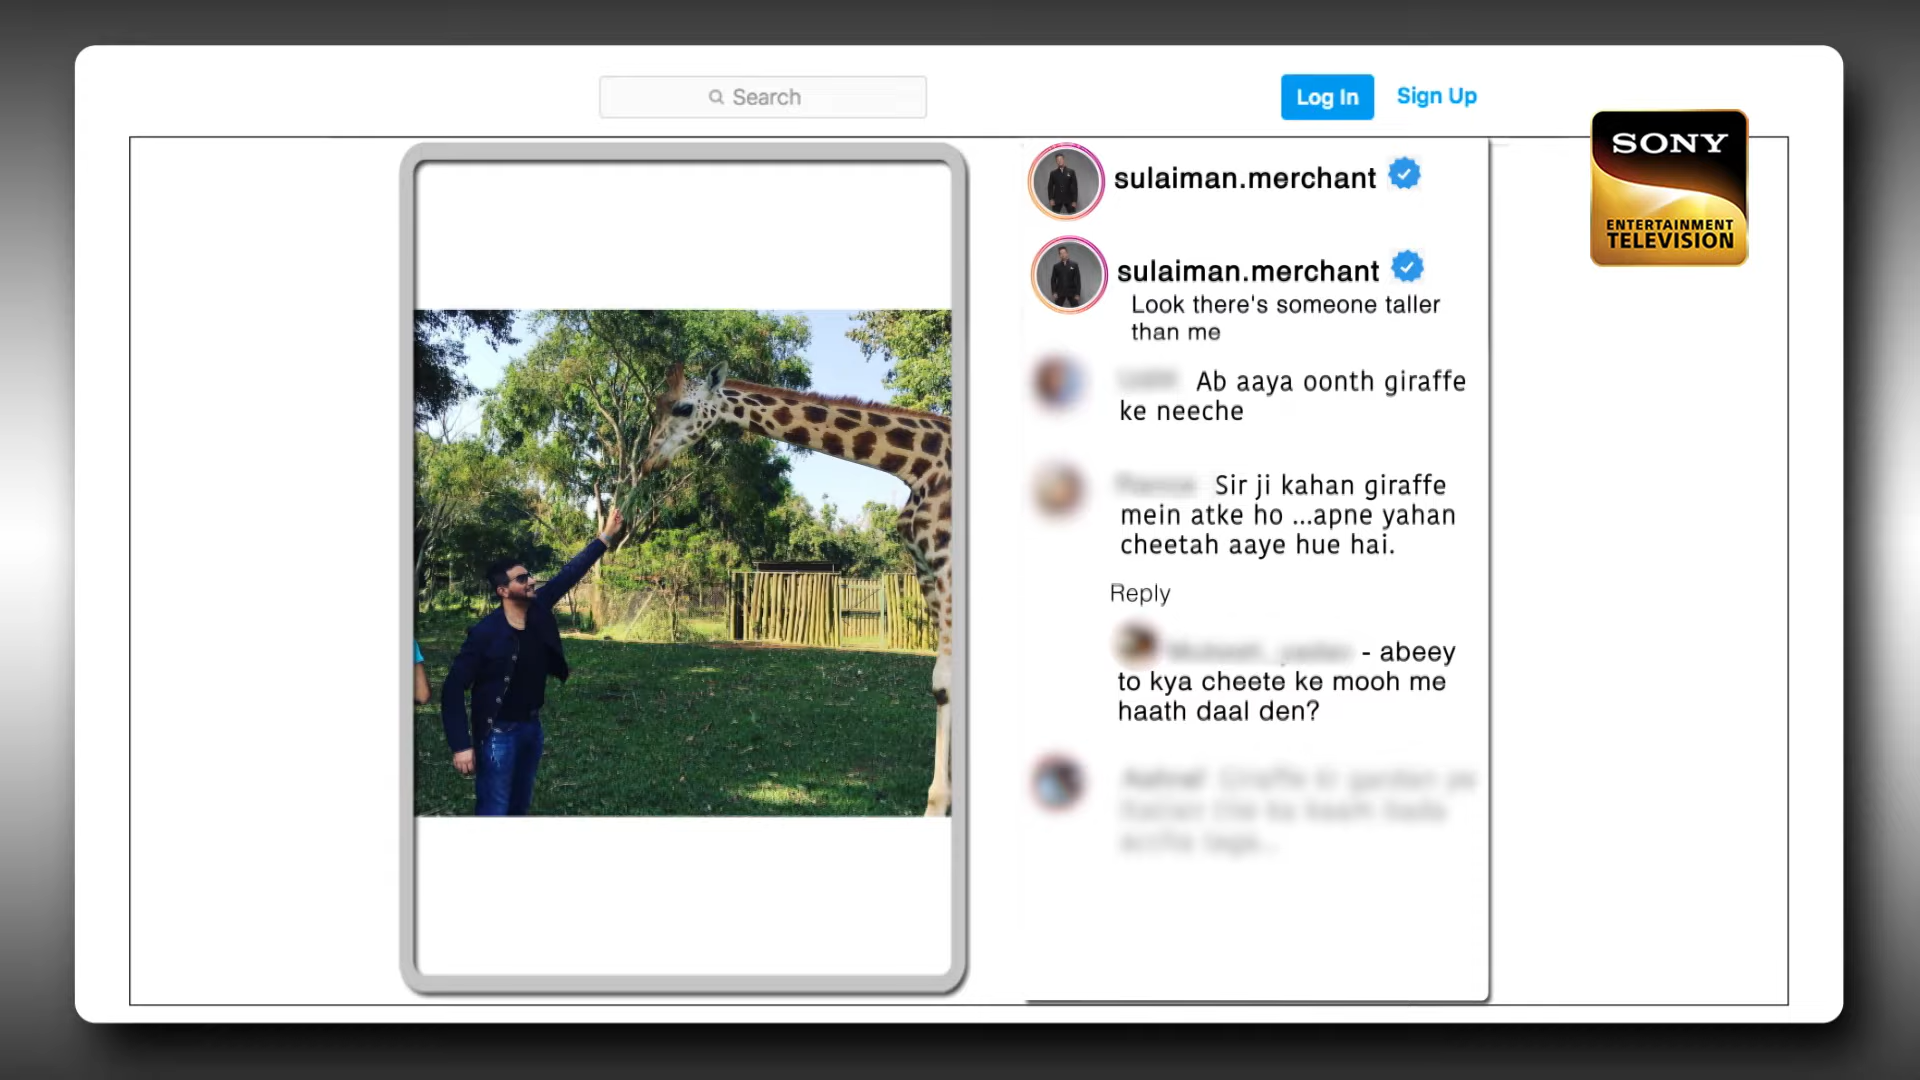 Search
Log In
Sign Up
SONY
ENTERTAINMENT
TELEVISION
sulaiman.merchant
sulaiman.merchant
Look there's someone taller
than me
Ab aaya oonth giraffe
ke neeche
Sir ji kahan giraffe
mein atke ho ...apne yahan
cheetah aaye hue hai.
Reply
- abeey
to kya cheete ke mooh me
haath daal den?